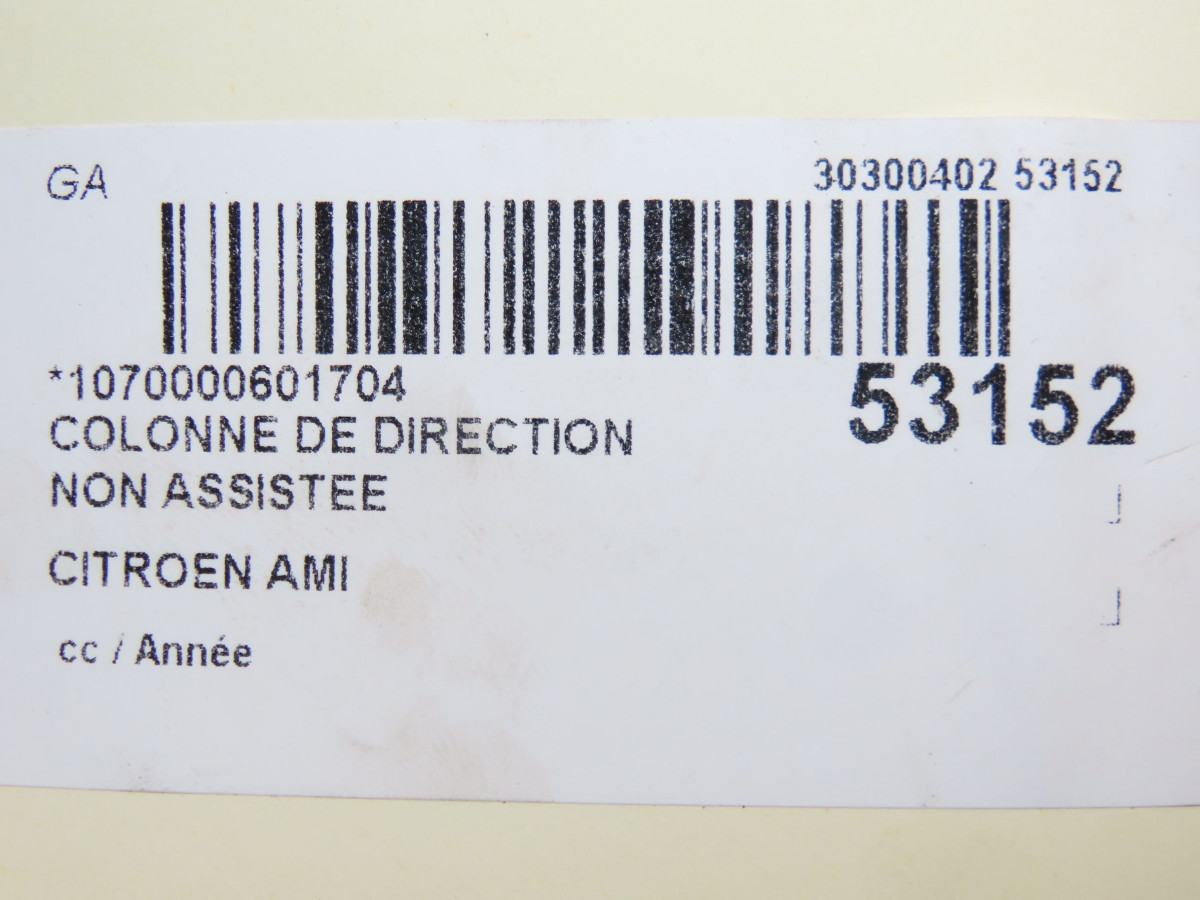 GA 30300402 53152
*1070000601704
53152
COLONNE DE DIRECTION
NON ASSISTEE
CITROEN AMI
cc / Année